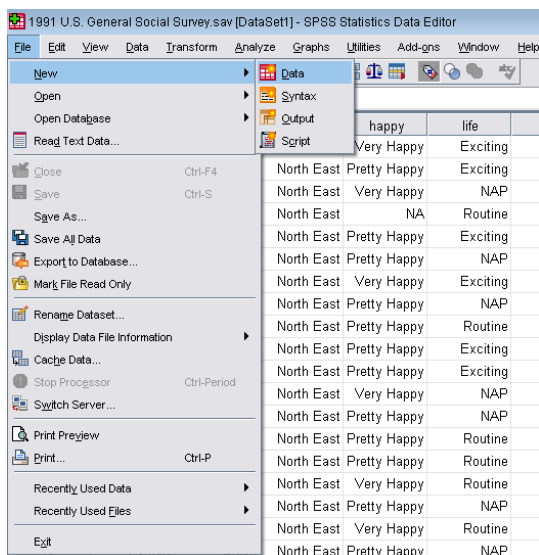 1991 U.S. General Social Survey.sav [DataSet1] - SPSS Statistics Data Editor
File Edit View Data Transform Analyze Graphs Utilities Add-ons Window Help
New Data
Open Syntax
Open Database Output
Read Text Data... Script
happy life
Very Happy Exciting
Close Ctrl-F4 North East Pretty Happy Exciting
Save Ctrl-S North East Very Happy NAP
Save As... North East NA Routine
Save All Data North East Pretty Happy Exciting
Export to Database... North East Pretty Happy NAP
Mark File Read Only North East Very Happy Exciting
North East Pretty Happy NAP
Rename Dataset... North East Pretty Happy Routine
Display Data File Information North East Pretty Happy Exciting
Cache Data... North East Pretty Happy Exciting
Stop Processor Ctrl-Period North East Very Happy NAP
Switch Server... North East Pretty Happy NAP
Print Preview North East Pretty Happy Routine
Print... Ctrl-P North East Pretty Happy Routine
Recently Used Data North East Very Happy Routine
Recently Used Files North East Pretty Happy NAP
North East Very Happy Routine
Exit North East Pretty Happy NAP